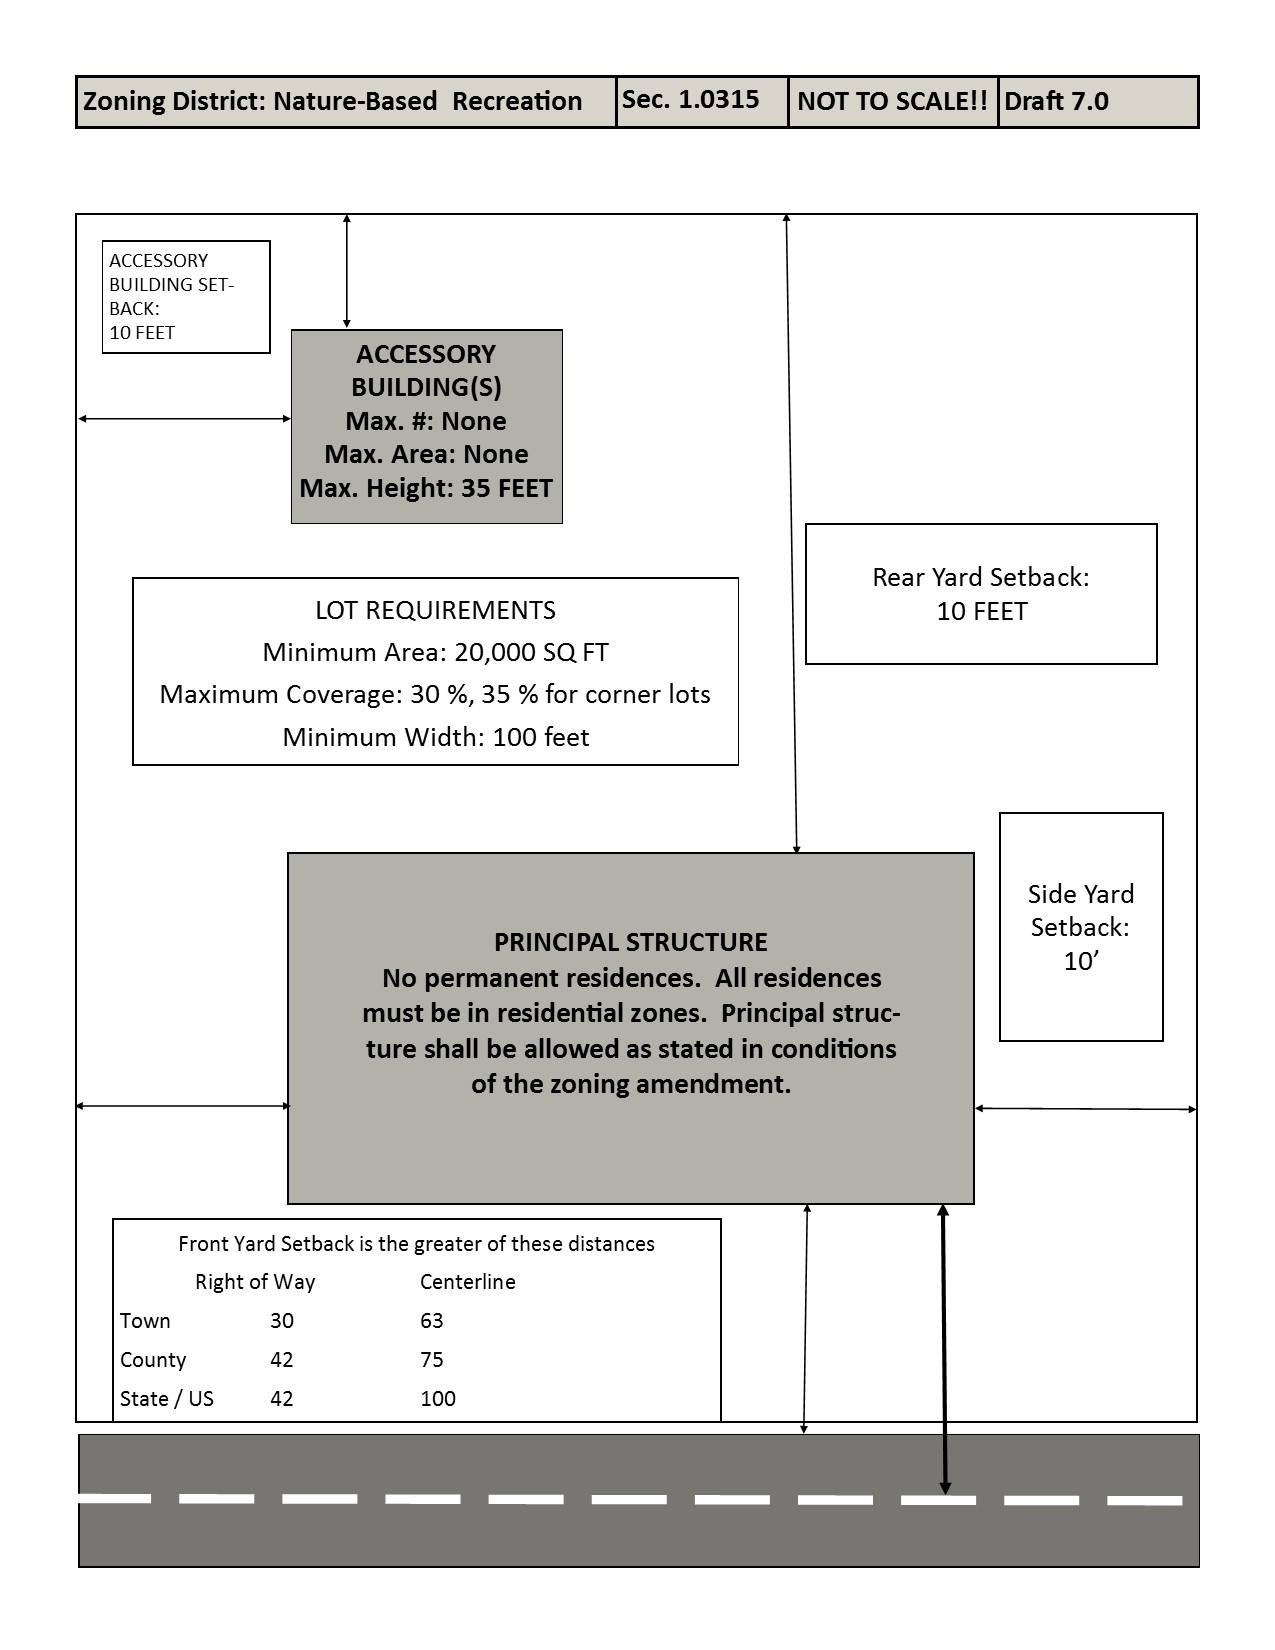 Zoning District: Nature-Based  Recreation
Sec. 1.0315
NOT TO SCALE!!
Draft 7.0
ACCESSORY
BUILDING SET-
BACK:
10 FEET
ACCESSORY
BUILDING(S)
Max. #: None
Max. Area: None
Max. Height: 35 FEET
Rear Yard Setback:
10 FEET
LOT REQUIREMENTS
Minimum Area: 20,000 SQ FT
Maximum Coverage: 30 %, 35 % for corner lots
Minimum Width: 100 feet
Side Yard
Setback:
10’
PRINCIPAL STRUCTURE
No permanent residences.  All residences
must be in residential zones.  Principal struc-
ture shall be allowed as stated in conditions
of the zoning amendment.
Front Yard Setback is the greater of these distances
Right of Way Centerline
Town 30 63
County 42 75
State / US 42 100